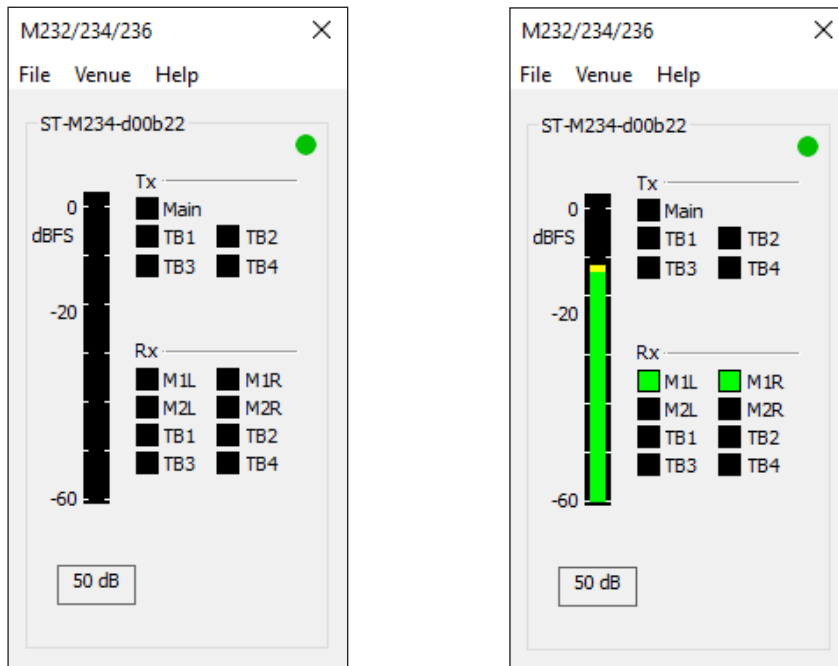 M232/234/236
File Venue Help
ST-M234-d00b22
Tx
0 Main
dBFS TB1 TB2
TB3 TB4
-20
Rx
M1L M1R
M2L M2R
TB1 TB2
TB3 TB4
-60
50 dB
M232/234/236
File Venue Help
ST-M234-d00b22
Tx
0 Main
dBFS TB1 TB2
TB3 TB4
-20
Rx
M1L M1R
M2L M2R
TB1 TB2
TB3 TB4
-60
50 dB